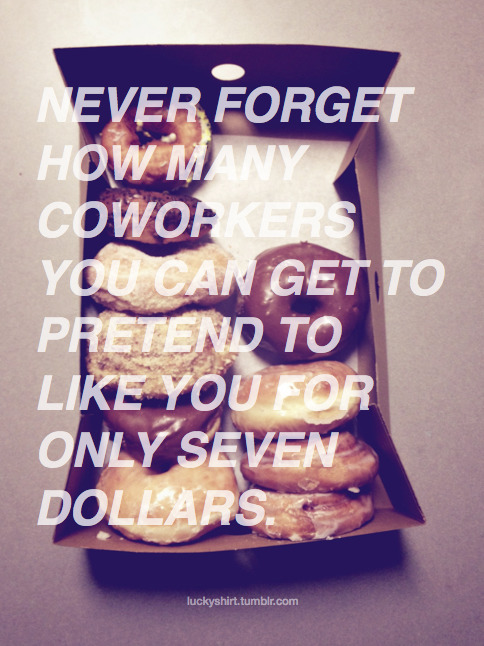 NEVER FORGET
HOW MANY
COWORKERS
YOU CAN GET TO
PRETEND TO
LIKE YOU FOR
ONLY SEVEN
DOLLARS.
luckyshirt.tumblr.com